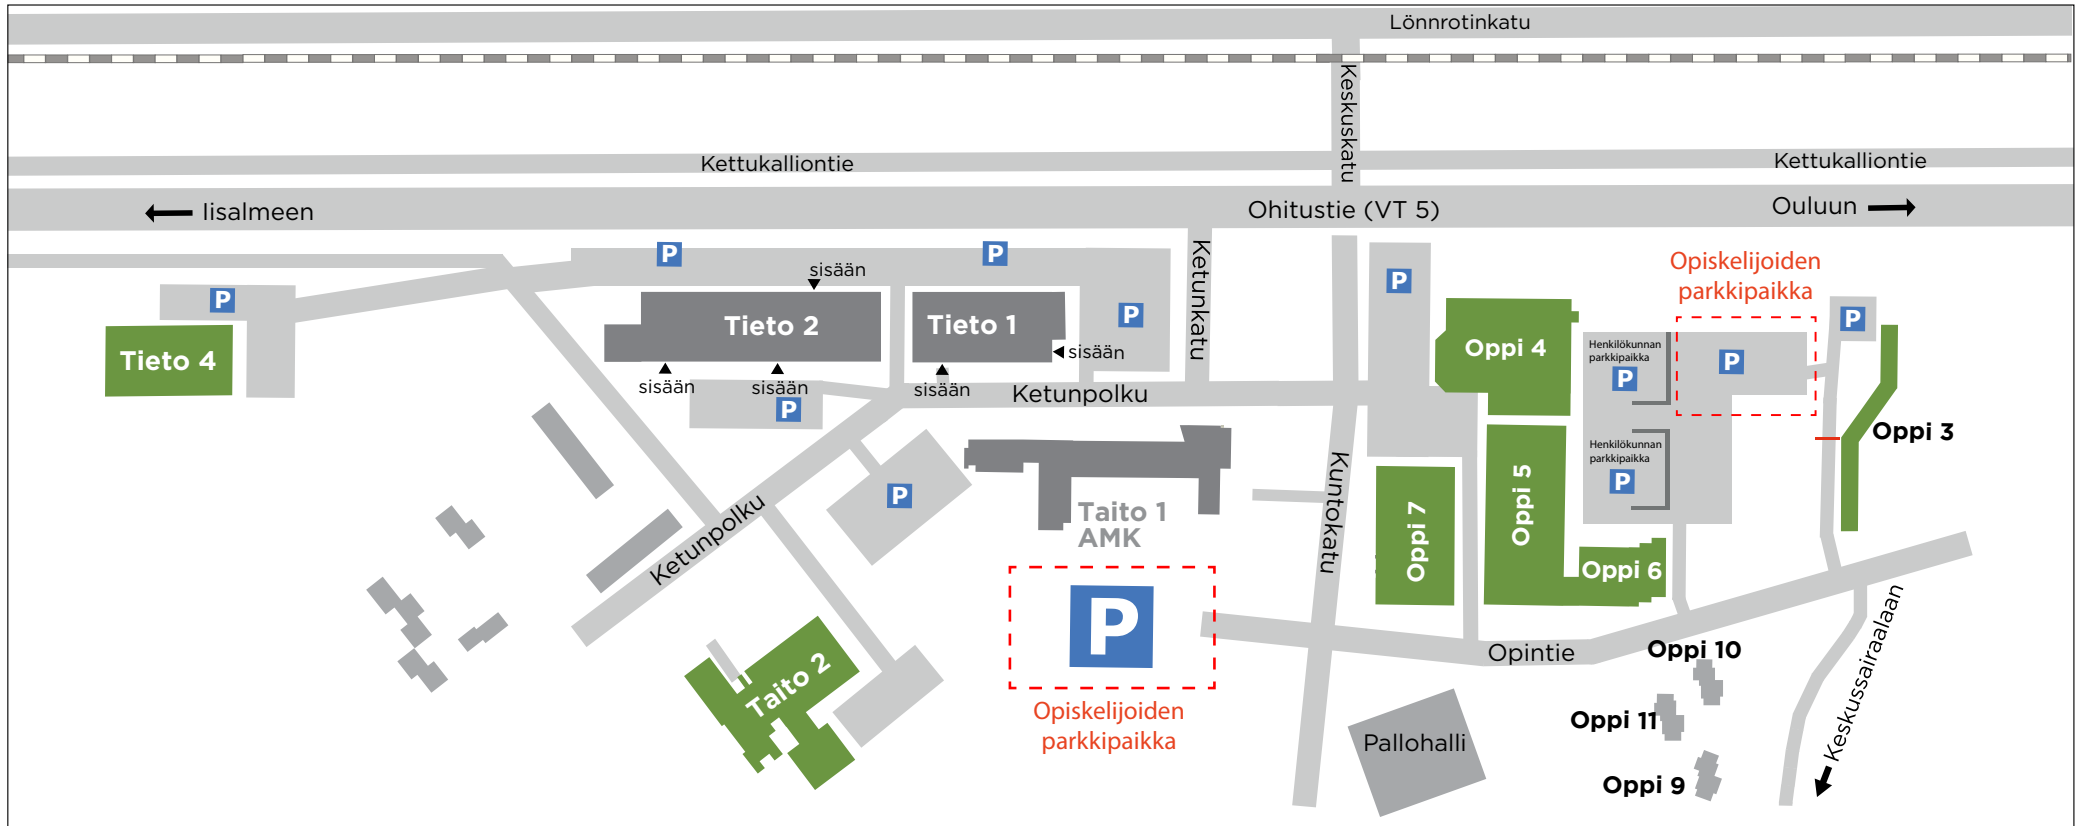 Lönnrotinkatu
Keskuskatu
Kettukalliontie
Kettukalliontie
Iisalmeen
Ohitustie (VT 5)
Ouluun
P
P
P
P
P
P
P
P
Ketunkatu
sisään
Opiskelijoiden
parkkipaikka
Tieto 4
Tieto 2
Tieto 1
sisään
sisään
sisään
sisään
Ketunpolku
Oppi 4
Henkilökunnan
parkkipaikka
P
P
Oppi 3
Henkilökunnan
parkkipaikka
P
P
Ketunpolku
Taito 1
AMK
Kuntokatu
Oppi 7
Oppi 5
Oppi 6
P
Opiskelijoiden
parkkipaikka
Taito 2
Opintie
Oppi 10
Oppi 11
Oppi 9
Pallohalli
Keskussairaalaan